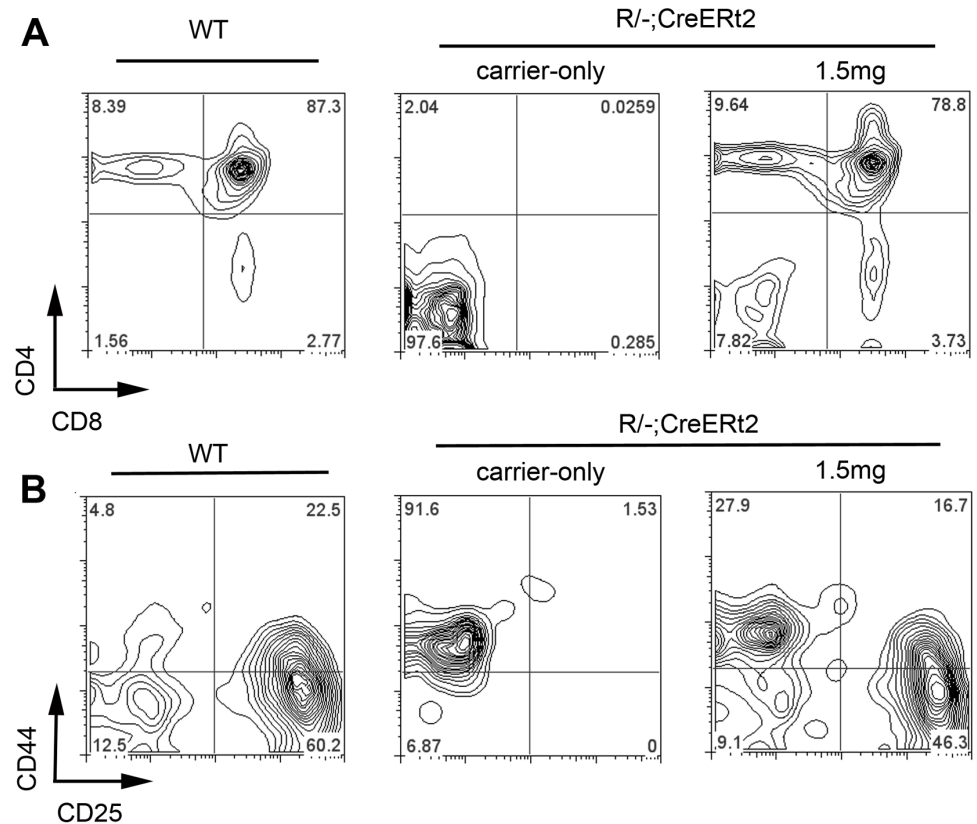 A
WT
R/-;CreERt2
carrier-only
1.5mg
8.39
87.3
1.56
2.77
2.04
0.0259
97.6
0.285
9.64
78.8
7.82
3.73
CD4
CD8
B
WT
R/-;CreERt2
carrier-only
1.5mg
4.8
22.5
12.5
60.2
91.6
1.53
6.87
0
27.9
16.7
9.1
46.3
CD44
CD25